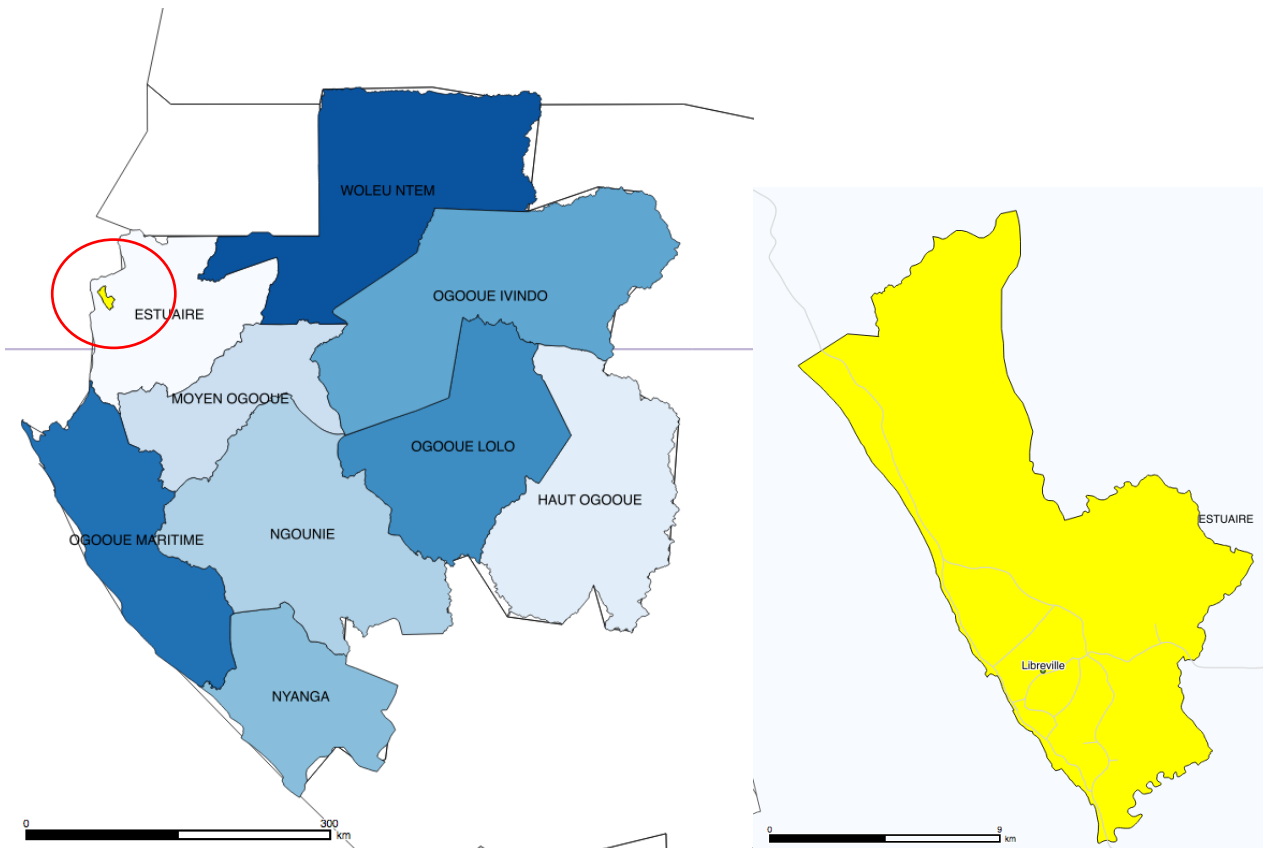 WOLEU NTEM
OGOOUE IVINDO
ESTUAIRE
MOYEN OGOOUE
OGOOUE LOLO
HAUT OGOOUE
NGOUNIE
OGOOUE MARITIME
NYANGA
0 300 km
ESTUAIRE
Libreville
0 9 km